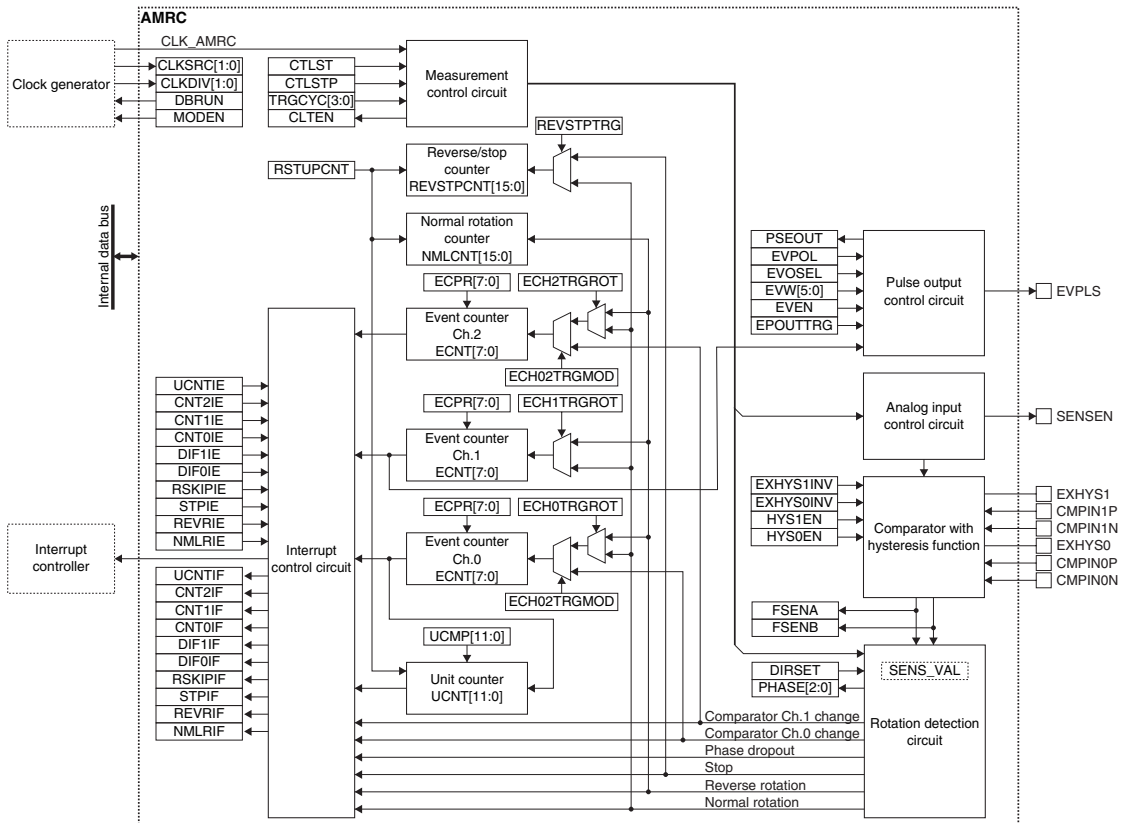 AMRC
Clock generator
CLK_AMRC
CLKSRC[1:0]
CLKDIV[1:0]
DBRUN
MODEN
CTLST
CTLSTP
TRGCYC[3:0]
CLTEN
Measurement
control circuit
REVSTPTRG
RSTUPCNT
Reverse/stop
counter
REVSTPCNT[15:0]
Normal rotation
counter
NMLCNT[15:0]
Internal data bus
ECPR[7:0]
ECH2TRGROT
Event counter
Ch.2
ECNT[7:0]
ECH02TRGMOD
ECPR[7:0]
ECH1TRGROT
Event counter
Ch.1
ECNT[7:0]
ECPR[7:0]
ECH0TRGROT
Event counter
Ch.0
ECNT[7:0]
ECH02TRGMOD
UCMP[11:0]
Unit counter
UCNT[11:0]
UCNTIE
CNT2IE
CNT1IE
CNT0IE
DIF1IE
DIF0IE
RSKIPIE
STPIE
REVRIE
NMLRIE
Interrupt
controller
Interrupt
control circuit
UCNTIF
CNT2IF
CNT1IF
CNT0IF
DIF1IF
DIF0IF
RSKIPIF
STPIF
REVRIF
NMLRIF
PSEOUT
EVPOL
EVOSEL
EVW[5:0]
EVEN
EPOUTTRG
Pulse output
control circuit
EVPLS
Analog input
control circuit
SENSEN
EXHYS1INV
EXHYS0INV
HYS1EN
HYS0EN
Comparator with
hysteresis function
EXHYS1
CMPIN1P
CMPIN1N
EXHYS0
CMPIN0P
CMPIN0N
FSENA
FSENB
DIRSET
PHASE[2:0]
SENS_VAL
Rotation detection
circuit
Comparator Ch.1 change
Comparator Ch.0 change
Phase dropout
Stop
Reverse rotation
Normal rotation